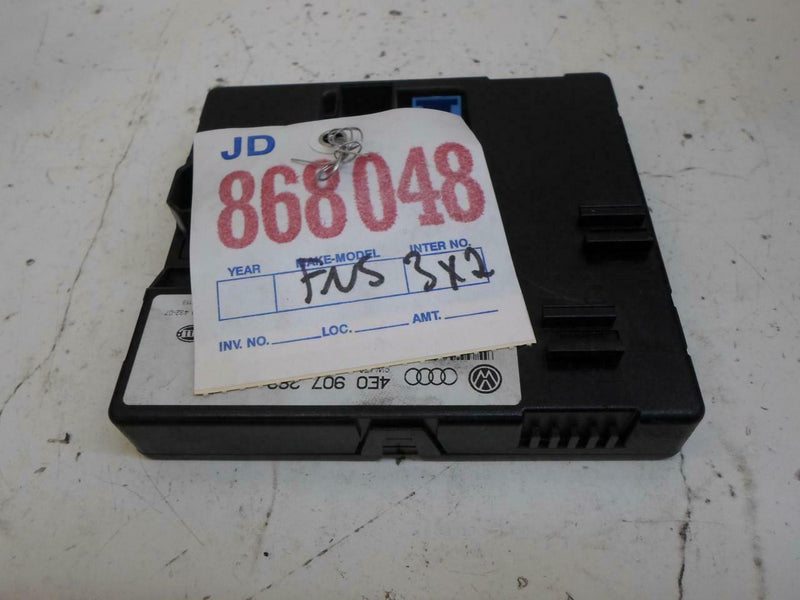 JD
868048
YEAR MAKE-MODEL INTER NO.
FNS 3X2
INV. NO. LOC. AMT.
4E0 907